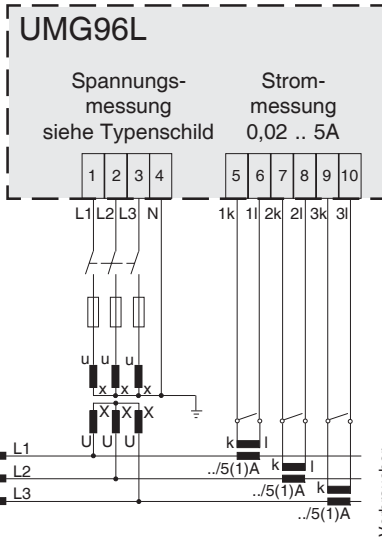 UMG96L
Spannungs-
messung
siehe Typenschild
Strom-
messung
0,02 .. 5A
1 2 3 4 5 6 7 8 9 10
L1 L2 L3 N 1k 1l 2k 2l 3k 3l
u u u
x x x
X X X
U U U
k l
L1
../5(1)A
k l
L2
../5(1)A
k
L3
../5(1)A